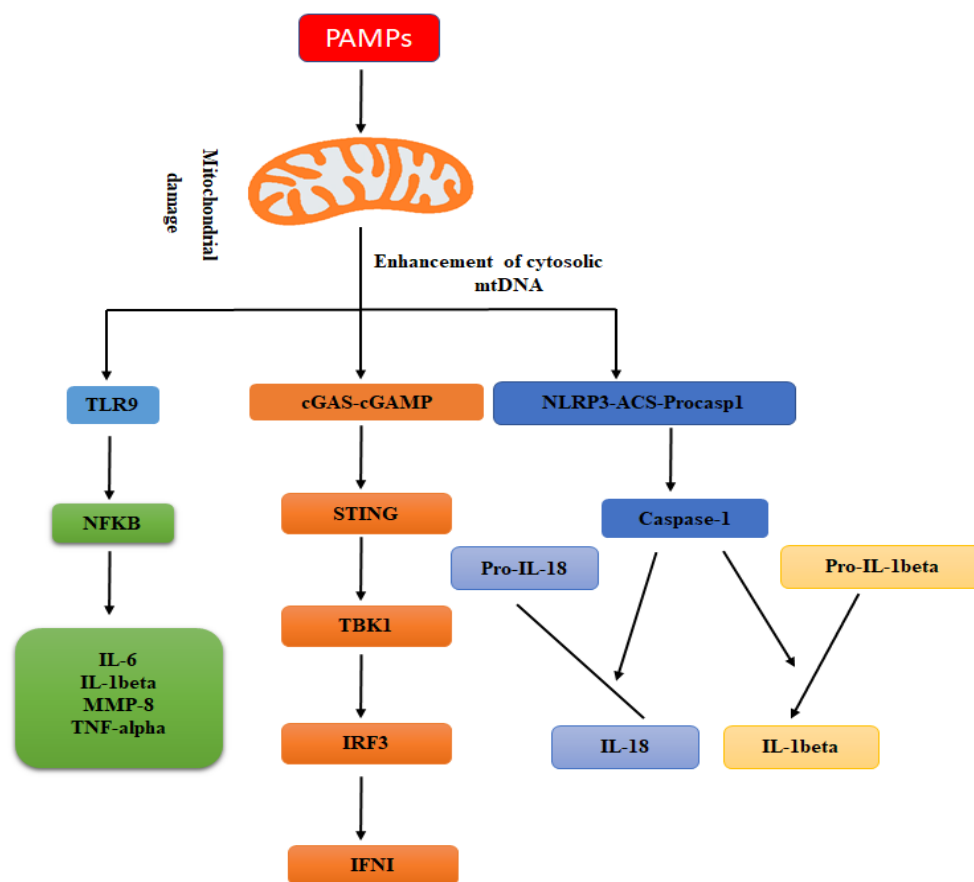 PAMPs
Mitochondrial
damage
Enhancement of cytosolic
mtDNA
TLR9
cGAS-cGAMP
NLRP3-ACS-Procasp1
NFKB
STING
Caspase-1
Pro-IL-18
Pro-IL-1beta
TBK1
IL-6
IL-1beta
MMP-8
TNF-alpha
IRF3
IL-18
IL-1beta
IFNI